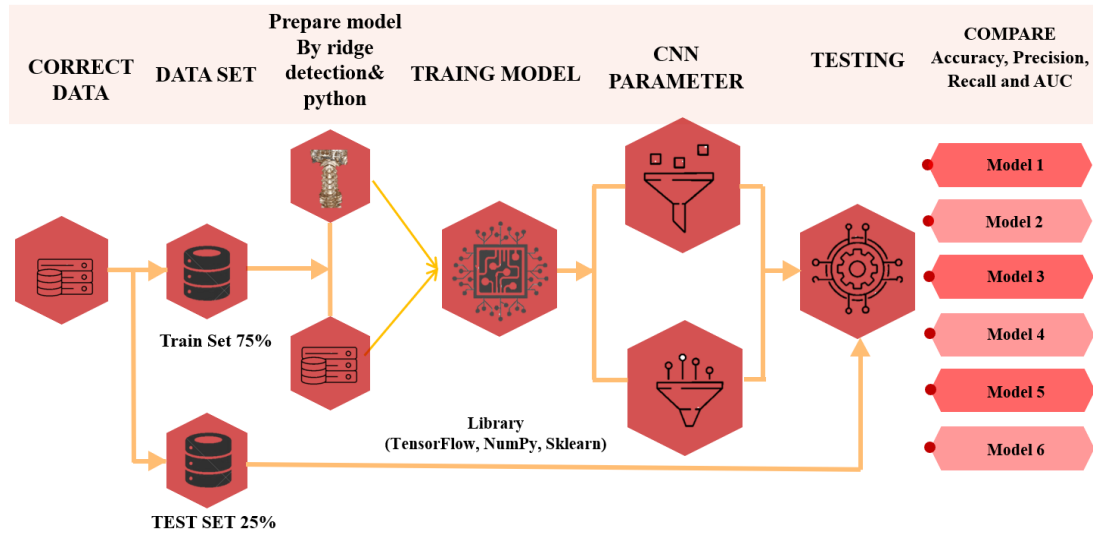 CORRECT
DATA
DATA SET
Prepare model
By ridge
detection&
python
TRAING MODEL
CNN
PARAMETER
TESTING
COMPARE
Accuracy, Precision,
Recall and AUC
Model 1
Model 2
Model 3
Model 4
Model 5
Model 6
Train Set 75%
Library
(TensorFlow, NumPy, Sklearn)
TEST SET 25%